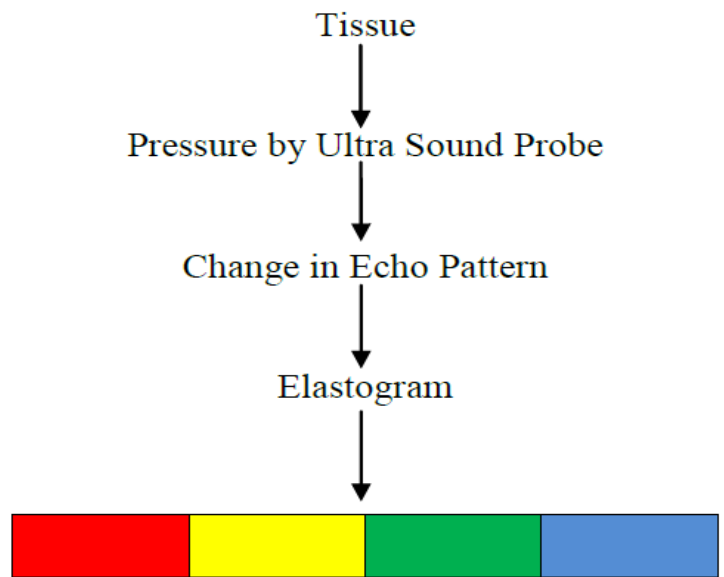 Tissue
Pressure by Ultra Sound Probe
Change in Echo Pattern
Elastogram